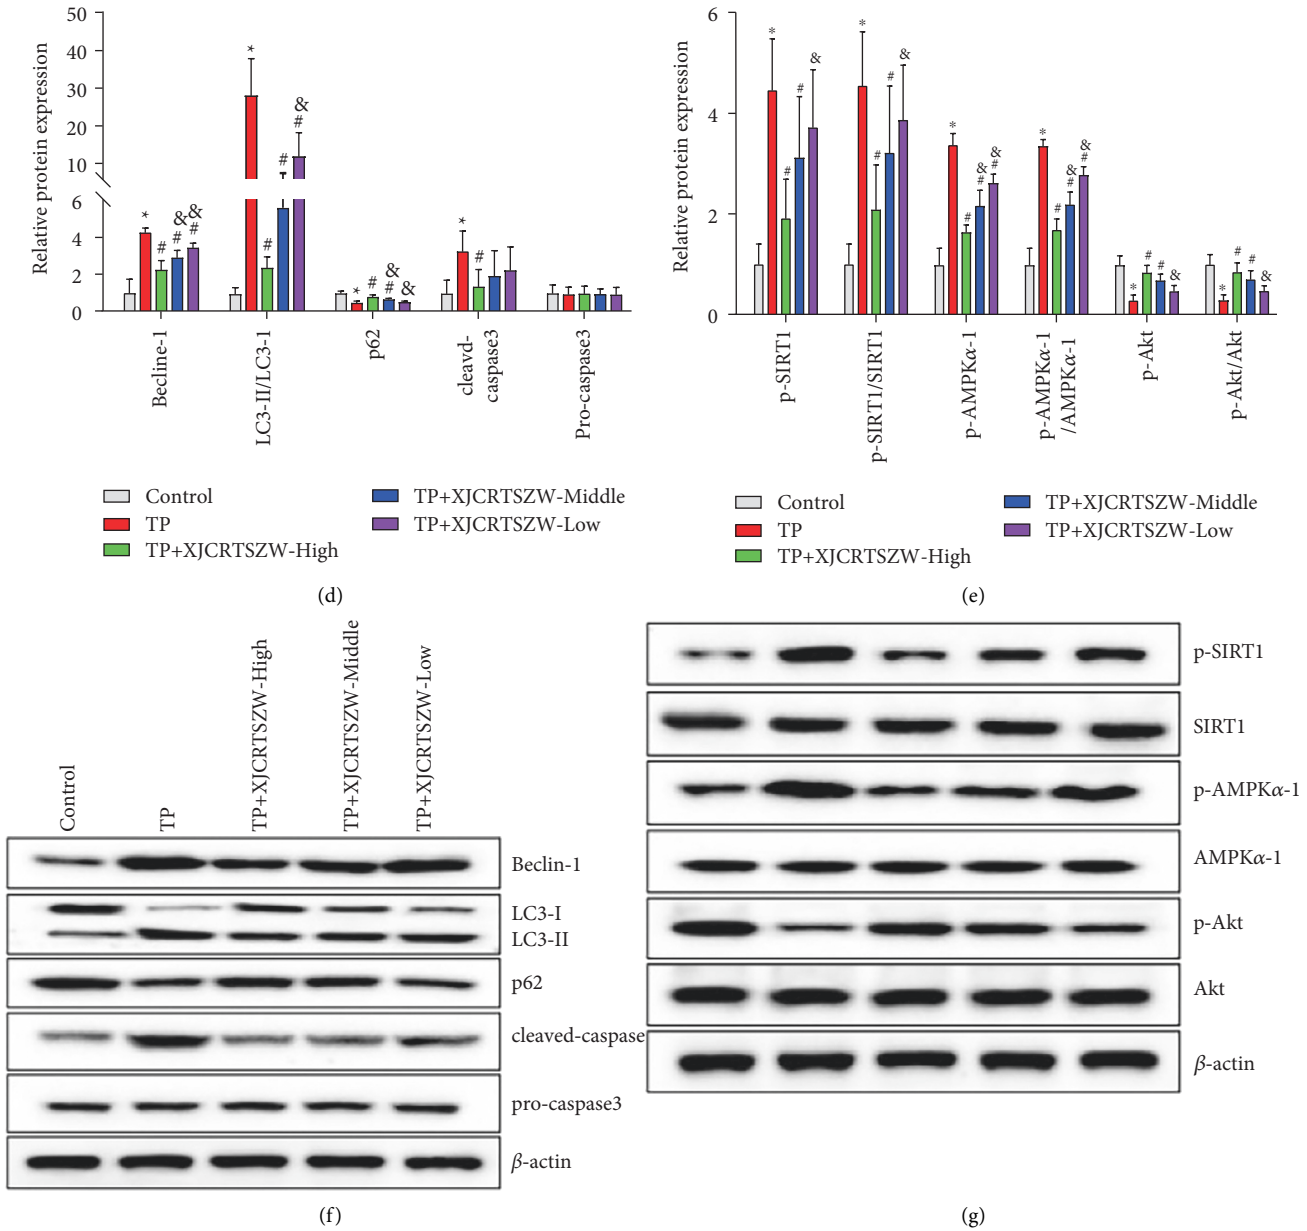 50
40
30
20
10
6
4
2
0
Relative protein expression
* # & # & #
* # # & #
* # & # &
* #
Becline-1
LC3-II/LC3-1
p62
cleavd-
caspase3
Pro-caspase3
Control
TP
TP+XJCRTSZW-High
TP+XJCRTSZW-Middle
TP+XJCRTSZW-Low
(d)
6
4
2
0
Relative protein expression
* # # &
* # # &
* # & # & #
* # & # & #
* # # &
* # # &
p-SIRT1
p-SIRT1/SIRT1
p-AMPKα-1
p-AMPKα-1
/AMPKα-1
p-Akt
p-Akt/Akt
Control
TP
TP+XJCRTSZW-High
TP+XJCRTSZW-Middle
TP+XJCRTSZW-Low
(e)
Control
TP
TP+XJCRTSZW-High
TP+XJCRTSZW-Middle
TP+XJCRTSZW-Low
Beclin-1
LC3-I
LC3-II
p62
cleaved-caspase
pro-caspase3
β-actin
(f)
p-SIRT1
SIRT1
p-AMPKα-1
AMPKα-1
p-Akt
Akt
β-actin
(g)